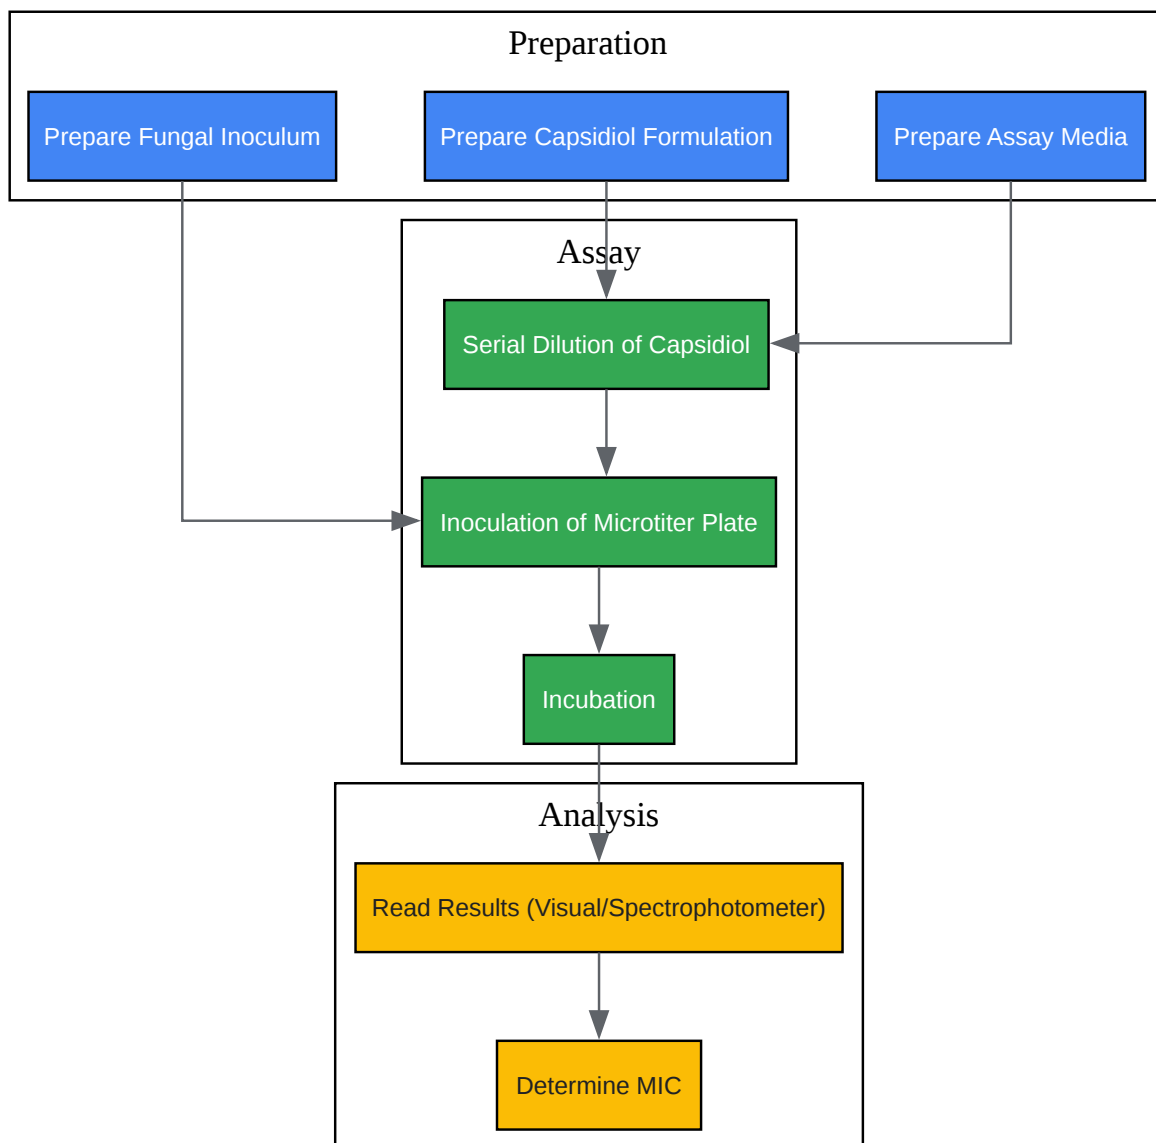 Preparation
Prepare Fungal Inoculum
Prepare Capsidiol Formulation
Prepare Assay Media
Assay
Serial Dilution of Capsidiol
Inoculation of Microtiter Plate
Incubation
Analysis
Read Results (Visual/Spectrophotometer)
Determine MIC